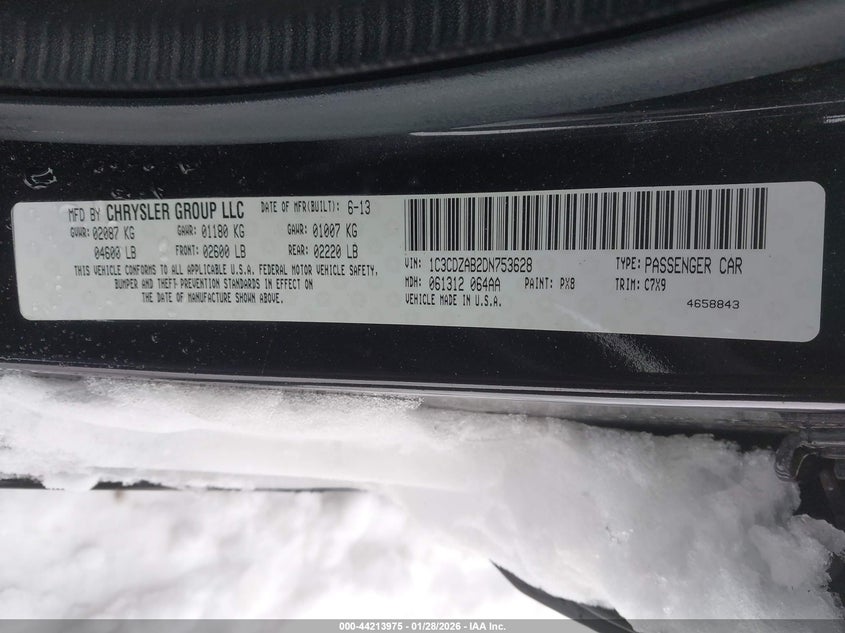 MFD BY CHRYSLER GROUP LLC DATE OF MFR(BUILT): 6-13
GVWR: 02087 KG GAWR: 01180 KG GAWR: 01007 KG
04600 LB FRONT: 02600 LB REAR: 02220 LB
THIS VEHICLE CONFORMS TO ALL APPLICABLE U.S.A. FEDERAL MOTOR VEHICLE SAFETY,
BUMPER AND THEFT PREVENTION STANDARDS IN EFFECT ON
THE DATE OF MANUFACTURE SHOWN ABOVE.
VIN: 1C3CDZAB2DN753628 TYPE: PASSENGER CAR
MDH: 061312 064AA PAINT: PX8 TRIM: C7X9
VEHICLE MADE IN U.S.A.
4658843
000-44213975 | 01/28/2026 - IAA Inc.